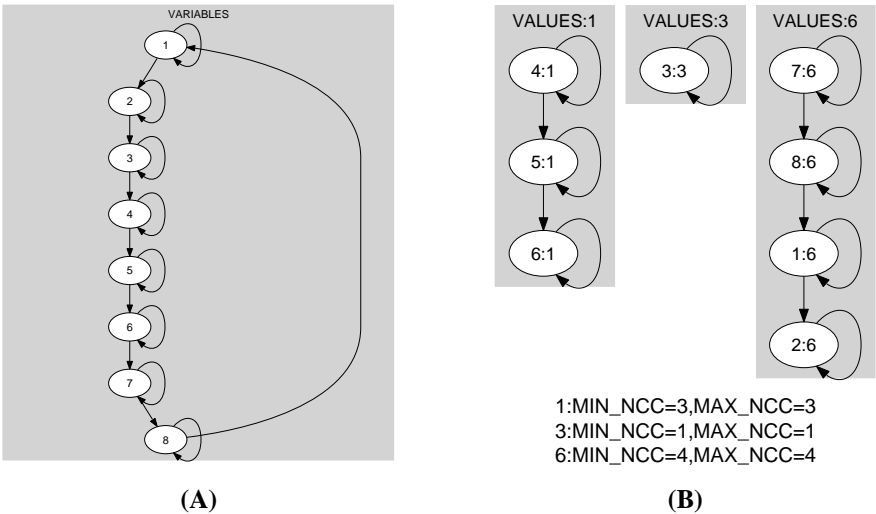 VARIABLES
1
2
3
4
5
6
7
8
(A)
VALUES:1
4:1
5:1
6:1
VALUES:3
3:3
VALUES:6
7:6
8:6
1:6
2:6
1:MIN_NCC=3,MAX_NCC=3
3:MIN_NCC=1,MAX_NCC=1
6:MIN_NCC=4,MAX_NCC=4
(B)